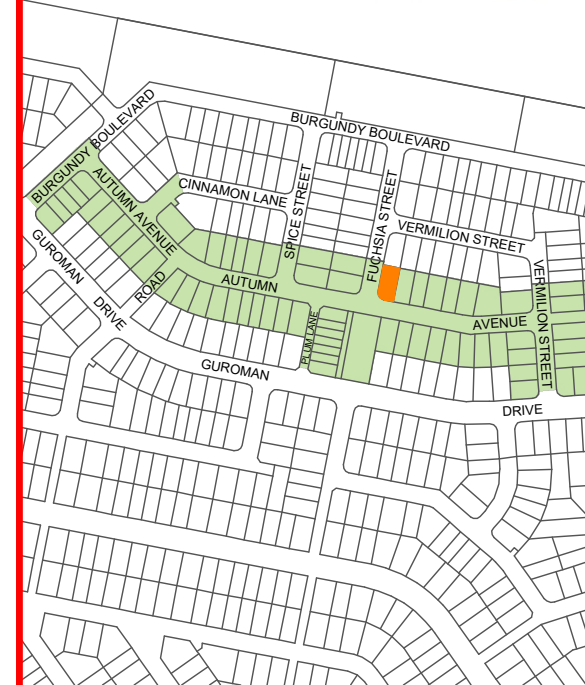 BURGUNDY BOULEVARD
BURGUNDY BOULEVARD
CINNAMON LANE
SPICE STREET
FUCHSIA STREET
VERMILION STREET
AUTUMN AVENUE
GUROMAN
DRIVE
ROAD
AUTUMN
AVENUE
VERMILION STREET
PLUM LANE
GUROMAN
DRIVE